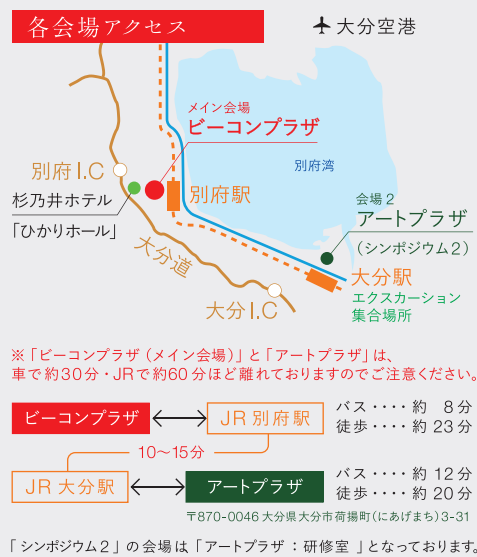 各会場アクセス
大分空港
メイン会場
ビーコンプラザ
別府湾
別府I.C
別府駅
杉乃井ホテル
「ひかりホール」
会場2
アートプラザ
（シンポジウム2）
大分道
大分駅
大分I.C
エクスカーション
集合場所
※「ビーコンプラザ（メイン会場）」と「アートプラザ」は、
車で約30分・JRで約60分ほど離れておりますのでご注意ください。
ビーコンプラザ
JR別府駅
バス・・・・約 8分
徒歩・・・・約23分
10～15分
JR大分駅
アートプラザ
バス・・・・約12分
徒歩・・・・約20分
〒870-0046大分県大分市荷揚町（にあげまち）3-31
「シンポジウム2」の会場は「アートプラザ：研修室」となっております。